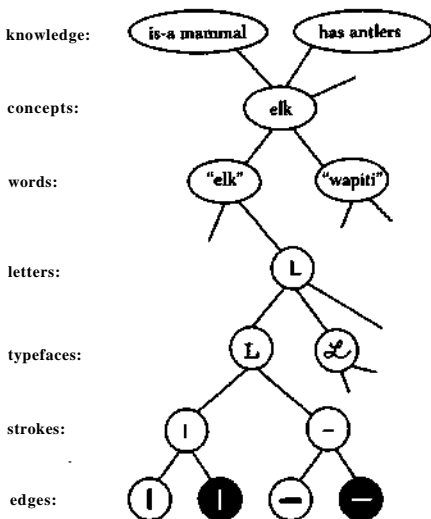 knowledge: is-a mammal has antlers
concepts: elk
words: "elk" "wapiti"
letters: L
typefaces: L ℒ
strokes: | –
edges: | | – –